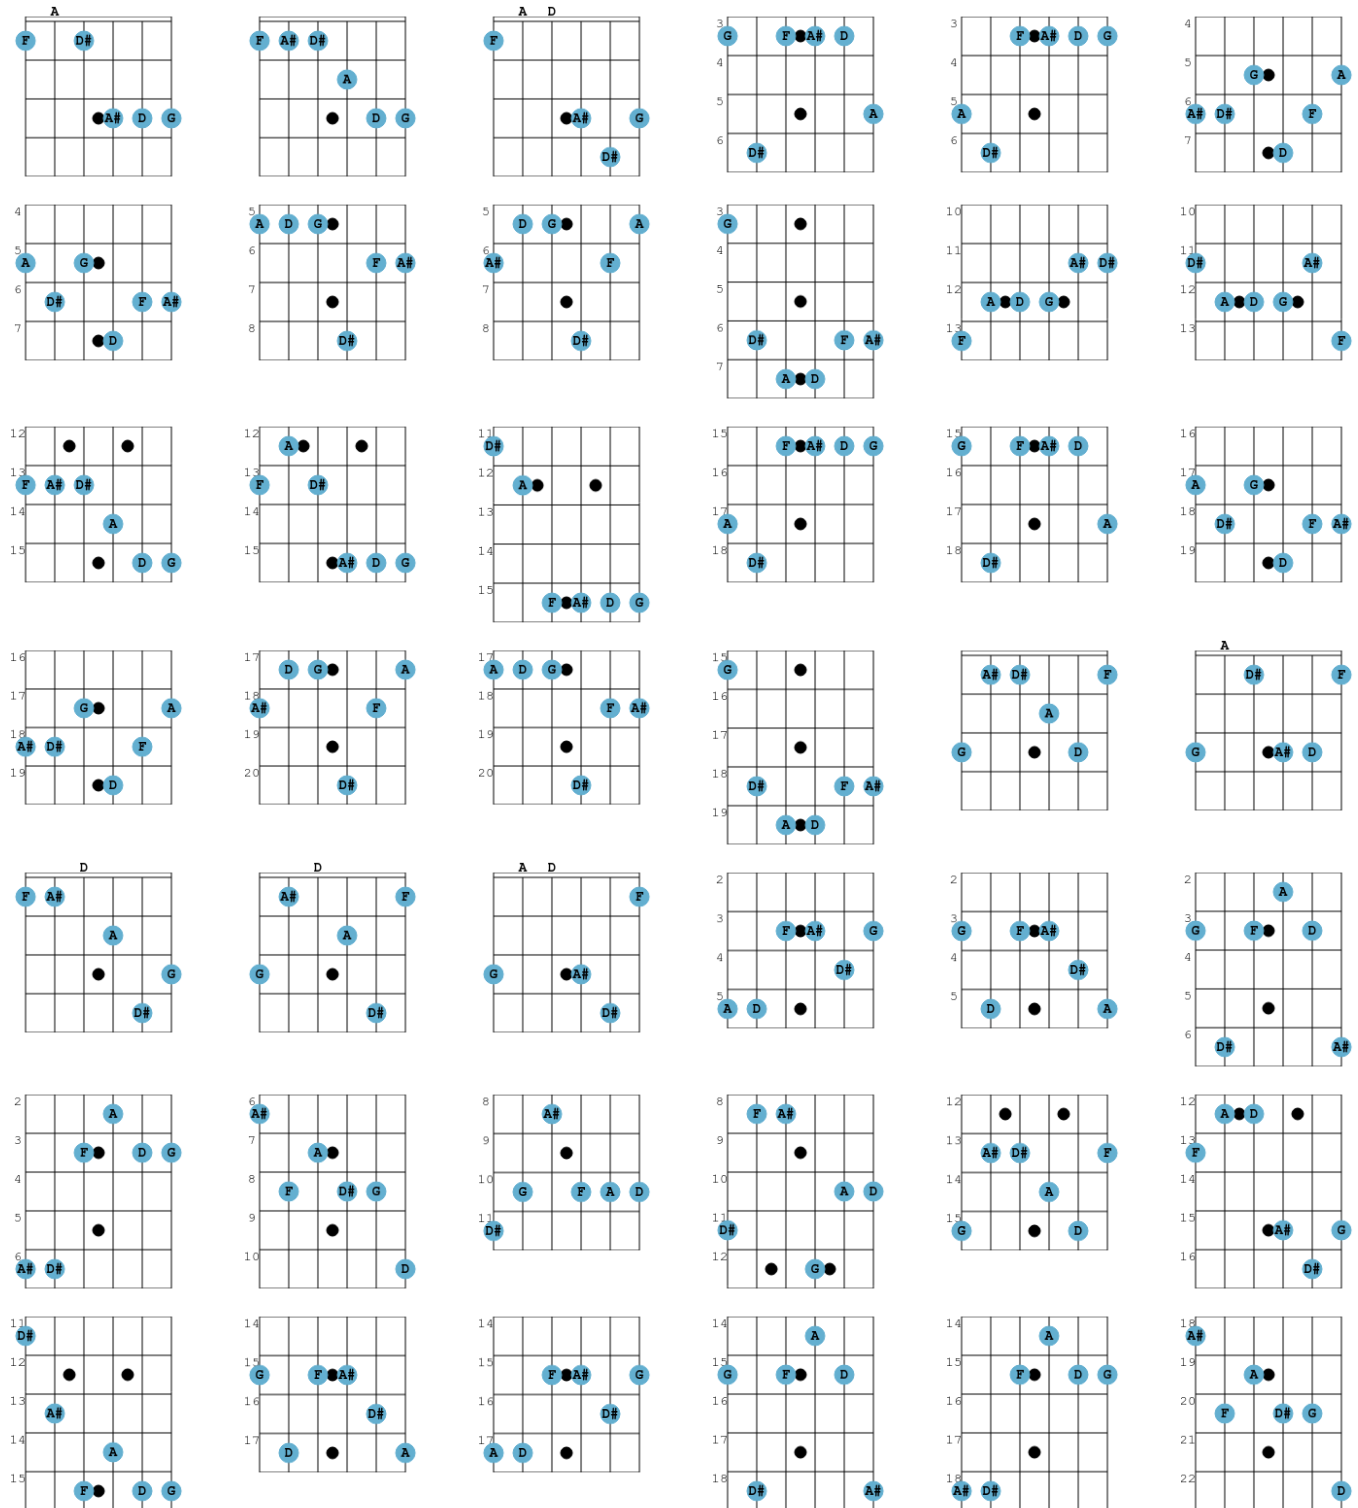 A A D
F D# F A# D# F 3 G F A# D 3 F A# D G 4
A 4 4 5 G A
A# D G D G A# G 5 A 5 A 6 A# D# F
D# 6 D# 6 D# 7 D
4 5 A D G 5 D G A 3 G 10 10
5 A G 6 F A# 6 A# F 4 11 A# D# 11 D# A#
6 D# F A# 7 7 5 12 A D G 12 A D G
7 D 8 D# 8 D# 6 D# F A# 13 F 13 F
7 A D
12 12 A 11 D# 15 F A# D G 15 G F A# D 16
13 F A# D# 13 F D# 12 A 16 16 17 A G
14 A 14 13 17 A 17 A 18 D# F A#
15 D G 15 A# D G 14 18 D# 18 D# 19 D
15 F A# D G
A
16 17 D G A 17 A D G 15 G A# D# F D# F
17 G A 18 A# F 18 F A# 16 A
18 A# D# F 19 19 17 G D G A# D
19 D 20 D# 20 D# 18 D# F A#
19 A D
D D A D
F A# A# F F 2 2 2 A
A A 3 F A# G 3 G F A# 3 G F D
G G G A# 4 D# 4 D# 4
D# D# D# 5 A D 5 D A 5
6 D# A#
2 A 6 A# 8 A# 8 F A# 12 12 A D
3 F D G 7 A 9 9 13 A# D# F 13 F
4 8 F D# G 10 G F A D 10 A D 14 A 14
5 9 11 D# 11 D# 15 G D 15 A# G
6 A# D# 10 D 12 G 16 D#
11 D# 14 14 14 A 14 A 18 A#
12 15 G F A# 15 F A# G 15 G F D 15 F D G 19 A
13 A# 16 D# 16 D# 16 16 20 F D# G
14 A 17 D A 17 A D 17 17 21
15 F D G 18 D# A# 18 A# D# 22 D